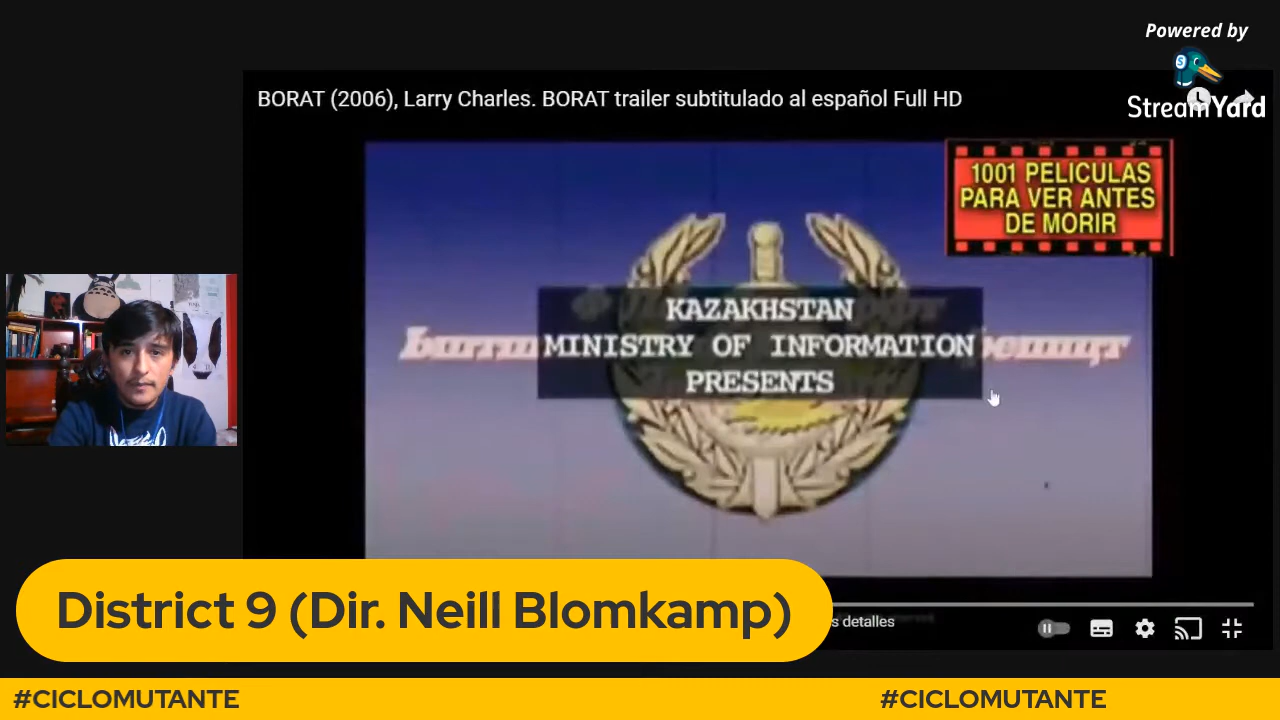 Powered by
StreamYard
BORAT (2006), Larry Charles. BORAT trailer subtitulado al español Full HD
1001 PELICULAS
PARA VER ANTES
DE MORIR
KAZAKHSTAN
MINISTRY OF INFORMATION
PRESENTS
District 9 (Dir. Neill Blomkamp)
detalles
#CICLOMUTANTE
#CICLOMUTANTE